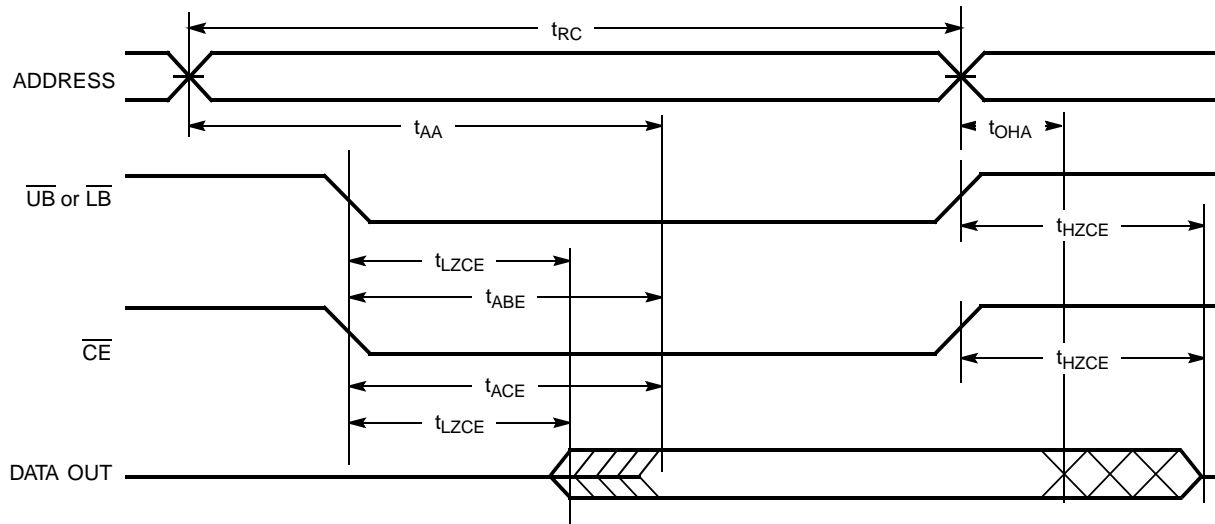 tRC
ADDRESS
tAA
tOHA
UB or LB
tHZCE
tLZCE
tABE
CE
tHZCE
tACE
tLZCE
DATA OUT